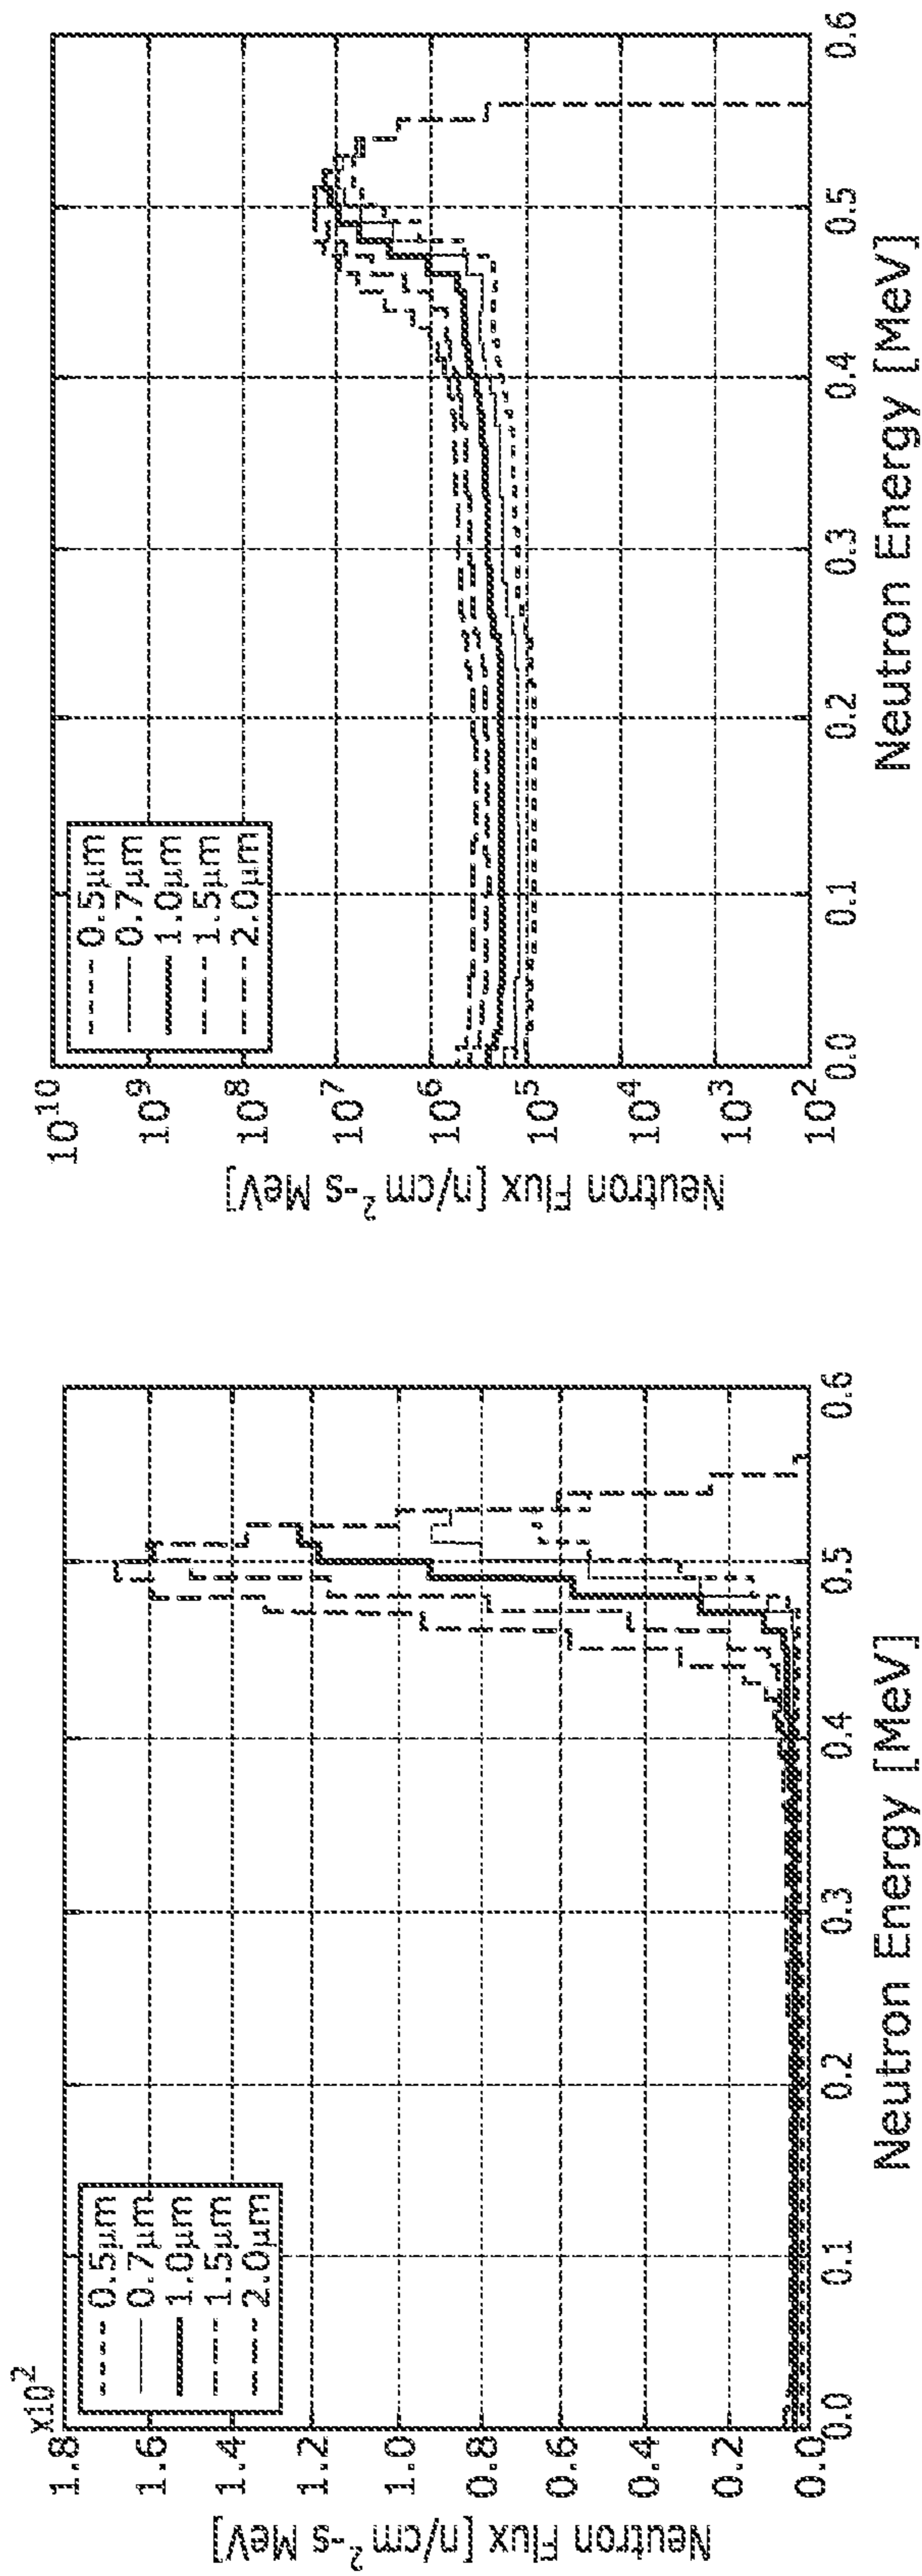 x10²
1.8
1.6
1.4
1.2
1.0
0.8
0.6
0.4
0.2
0.0
Neutron Flux [n/cm²-s MeV]
0.5µm
0.7µm
1.0µm
1.5µm
2.0µm
0.0 0.1 0.2 0.3 0.4 0.5 0.6
Neutron Energy [MeV]
10¹⁰
10⁹
10⁸
10⁷
10⁶
10⁵
10⁴
10³
10²
Neutron Flux [n/cm²-s MeV]
0.5µm
0.7µm
1.0µm
1.5µm
2.0µm
0.0 0.1 0.2 0.3 0.4 0.5 0.6
Neutron Energy [MeV]